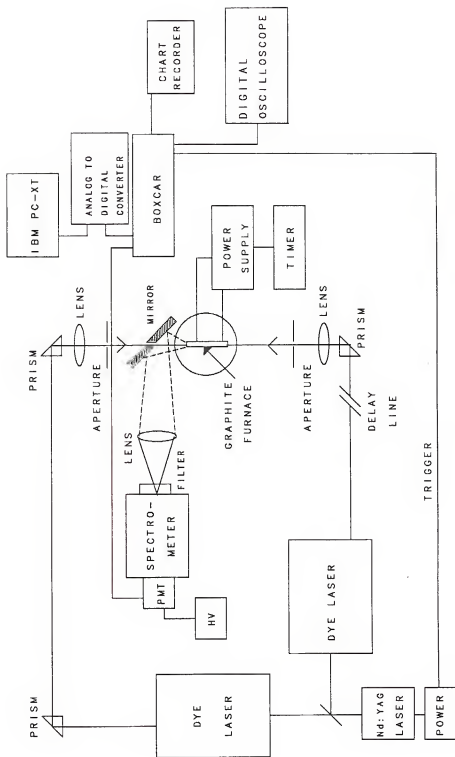 IBM PC-XT
ANALOG TO
DIGITAL
CONVERTER
CHART
RECORDER
BOXCAR
DIGITAL
OSCILLOSCOPE
PRISM
LENS
APERTURE
MIRROR
POWER
SUPPLY
TIMER
GRAPHITE
FURNACE
LENS
FILTER
SPECTRO-
METER
PMT
HV
APERTURE
LENS
PRISM
DELAY
LINE
TRIGGER
PRISM
DYE
LASER
DYE LASER
Nd:YAG
LASER
POWER